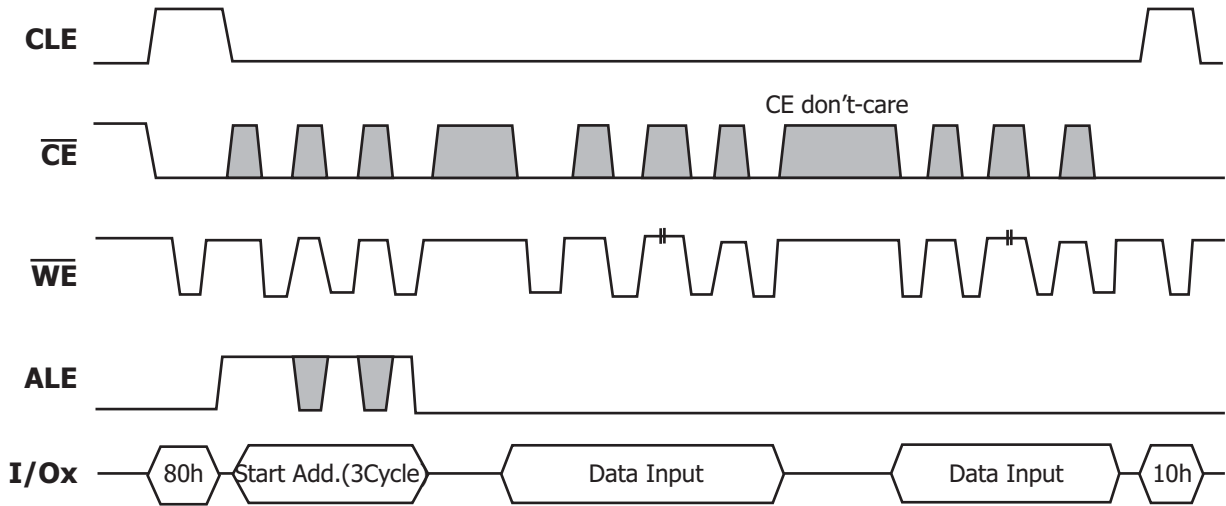 CLE
CE don't-care
CE
WE
ALE
I/Ox 80h Start Add.(3Cycle Data Input Data Input 10h